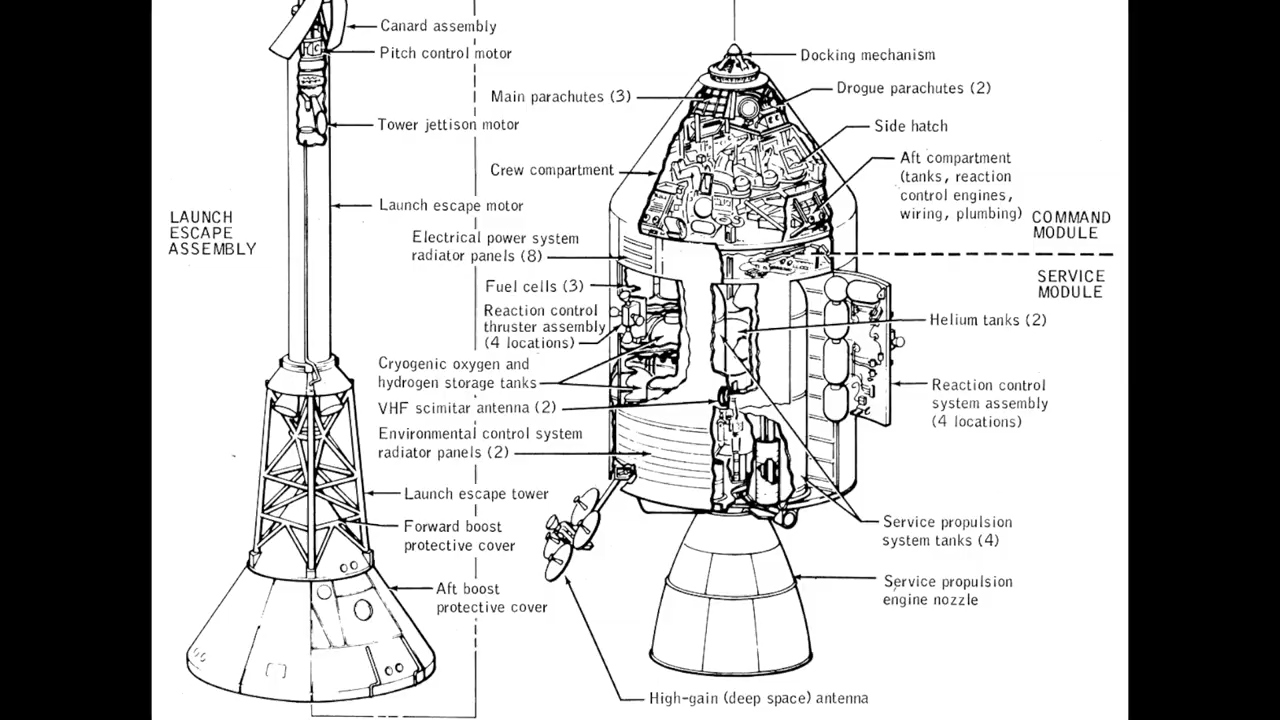 Canard assembly
Pitch control motor
Tower jettison motor
Launch escape motor
LAUNCH
ESCAPE
ASSEMBLY
Launch escape tower
Forward boost
protective cover
Aft boost
protective cover
Docking mechanism
Main parachutes (3)
Drogue parachutes (2)
Side hatch
Crew compartment
Aft compartment
(tanks, reaction
control engines,
wiring, plumbing)
COMMAND
MODULE
SERVICE
MODULE
Electrical power system
radiator panels (8)
Fuel cells (3)
Reaction control
thruster assembly
(4 locations)
Cryogenic oxygen and
hydrogen storage tanks
VHF scimitar antenna (2)
Environmental control system
radiator panels (2)
Helium tanks (2)
Reaction control
system assembly
(4 locations)
Service propulsion
system tanks (4)
Service propulsion
engine nozzle
High-gain (deep space) antenna